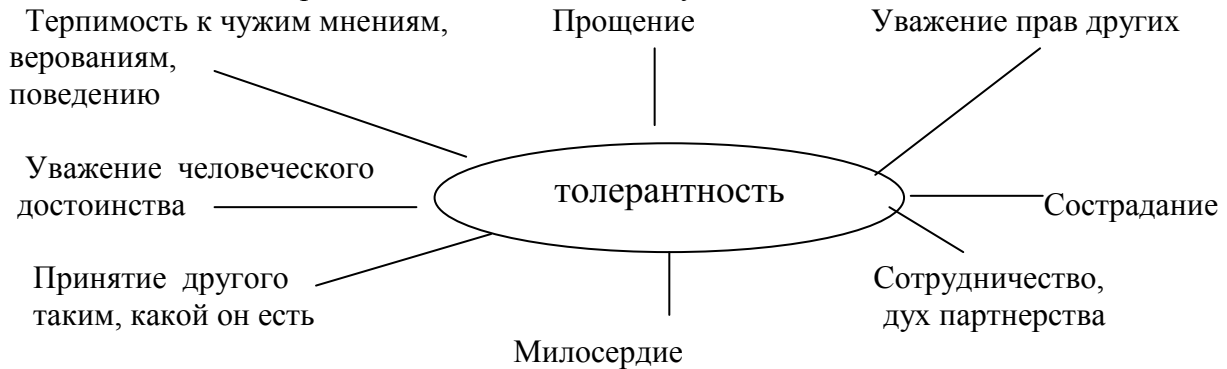 Терпимость к чужим мнениям,
верованиям,
поведению
Прощение
Уважение прав других
Уважение человеческого
достоинства
толерантность
Сострадание
Принятие другого
таким, какой он есть
Сотрудничество,
дух партнерства
Милосердие